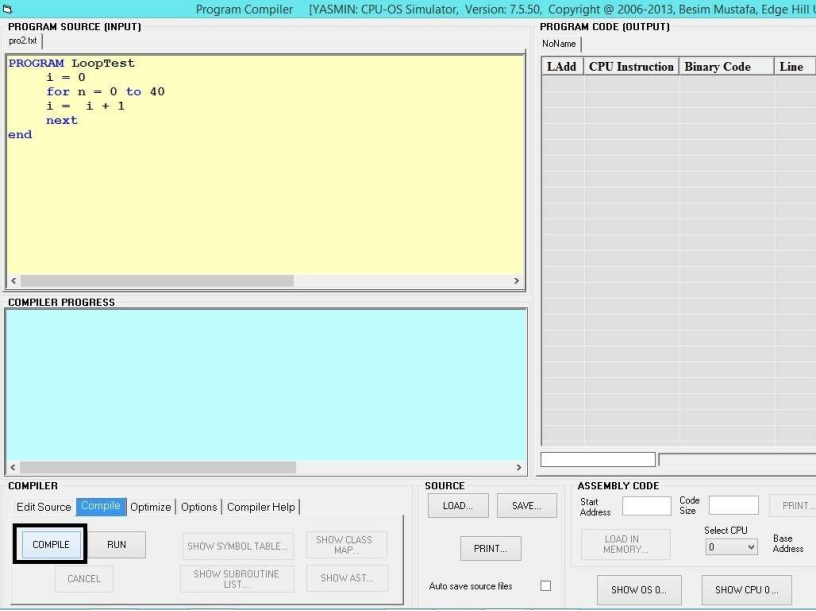 Program Compiler [YASMIN: CPU-OS Simulator, Version: 7.5.50, Copyright @ 2006-2013, Besim Mustafa, Edge Hill U
PROGRAM SOURCE (INPUT)
pro2.txt
PROGRAM LoopTest
i = 0
for n = 0 to 40
i = i + 1
next
end
COMPILER PROGRESS
PROGRAM CODE (OUTPUT)
NoName
LAdd CPU Instruction Binary Code Line
COMPILER
Edit Source Compile Optimize Options Compiler Help
COMPILE RUN SHOW SYMBOL TABLE... SHOW CLASS
MAP...
CANCEL SHOW SUBROUTINE
LIST... SHOW AST...
SOURCE
LOAD... SAVE...
PRINT...
Auto save source files
ASSEMBLY CODE
Start
Address
Code
Size
PRINT...
LOAD IN
MEMORY...
Select CPU
0
Base
Address
SHOW OS 0... SHOW CPU 0...